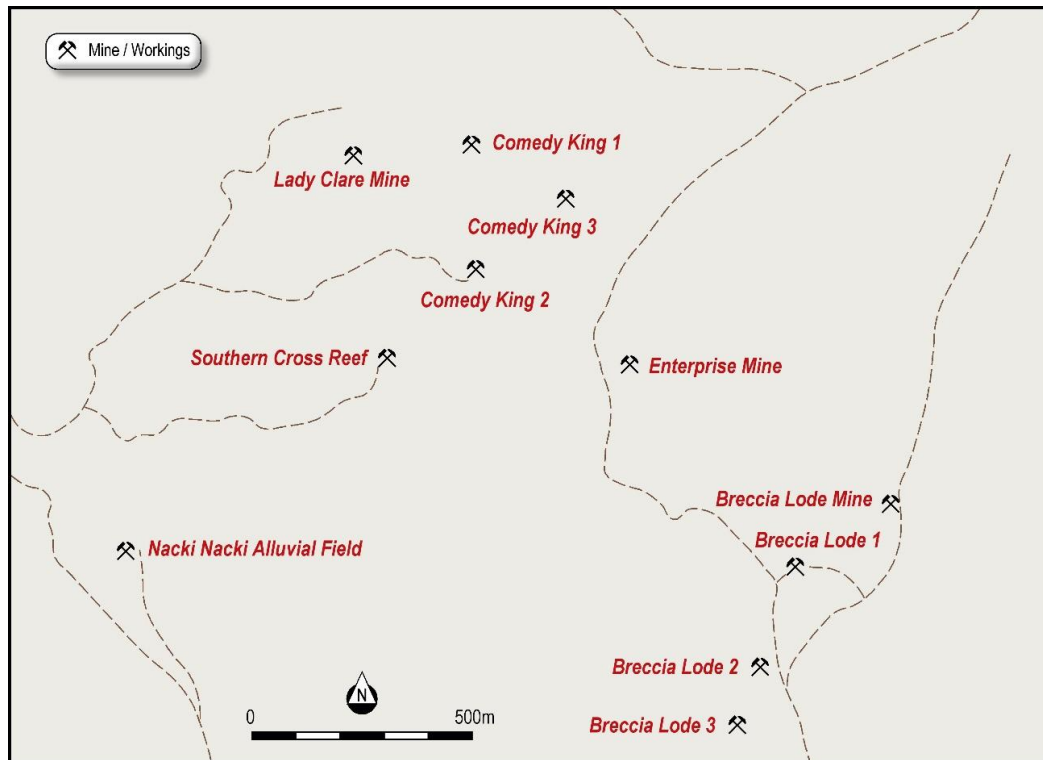 Mine / Workings
Comedy King 1
Lady Clare Mine
Comedy King 3
Comedy King 2
Southern Cross Reef
Enterprise Mine
Breccia Lode Mine
Breccia Lode 1
Nacki Nacki Alluvial Field
Breccia Lode 2
N
0 500m
Breccia Lode 3